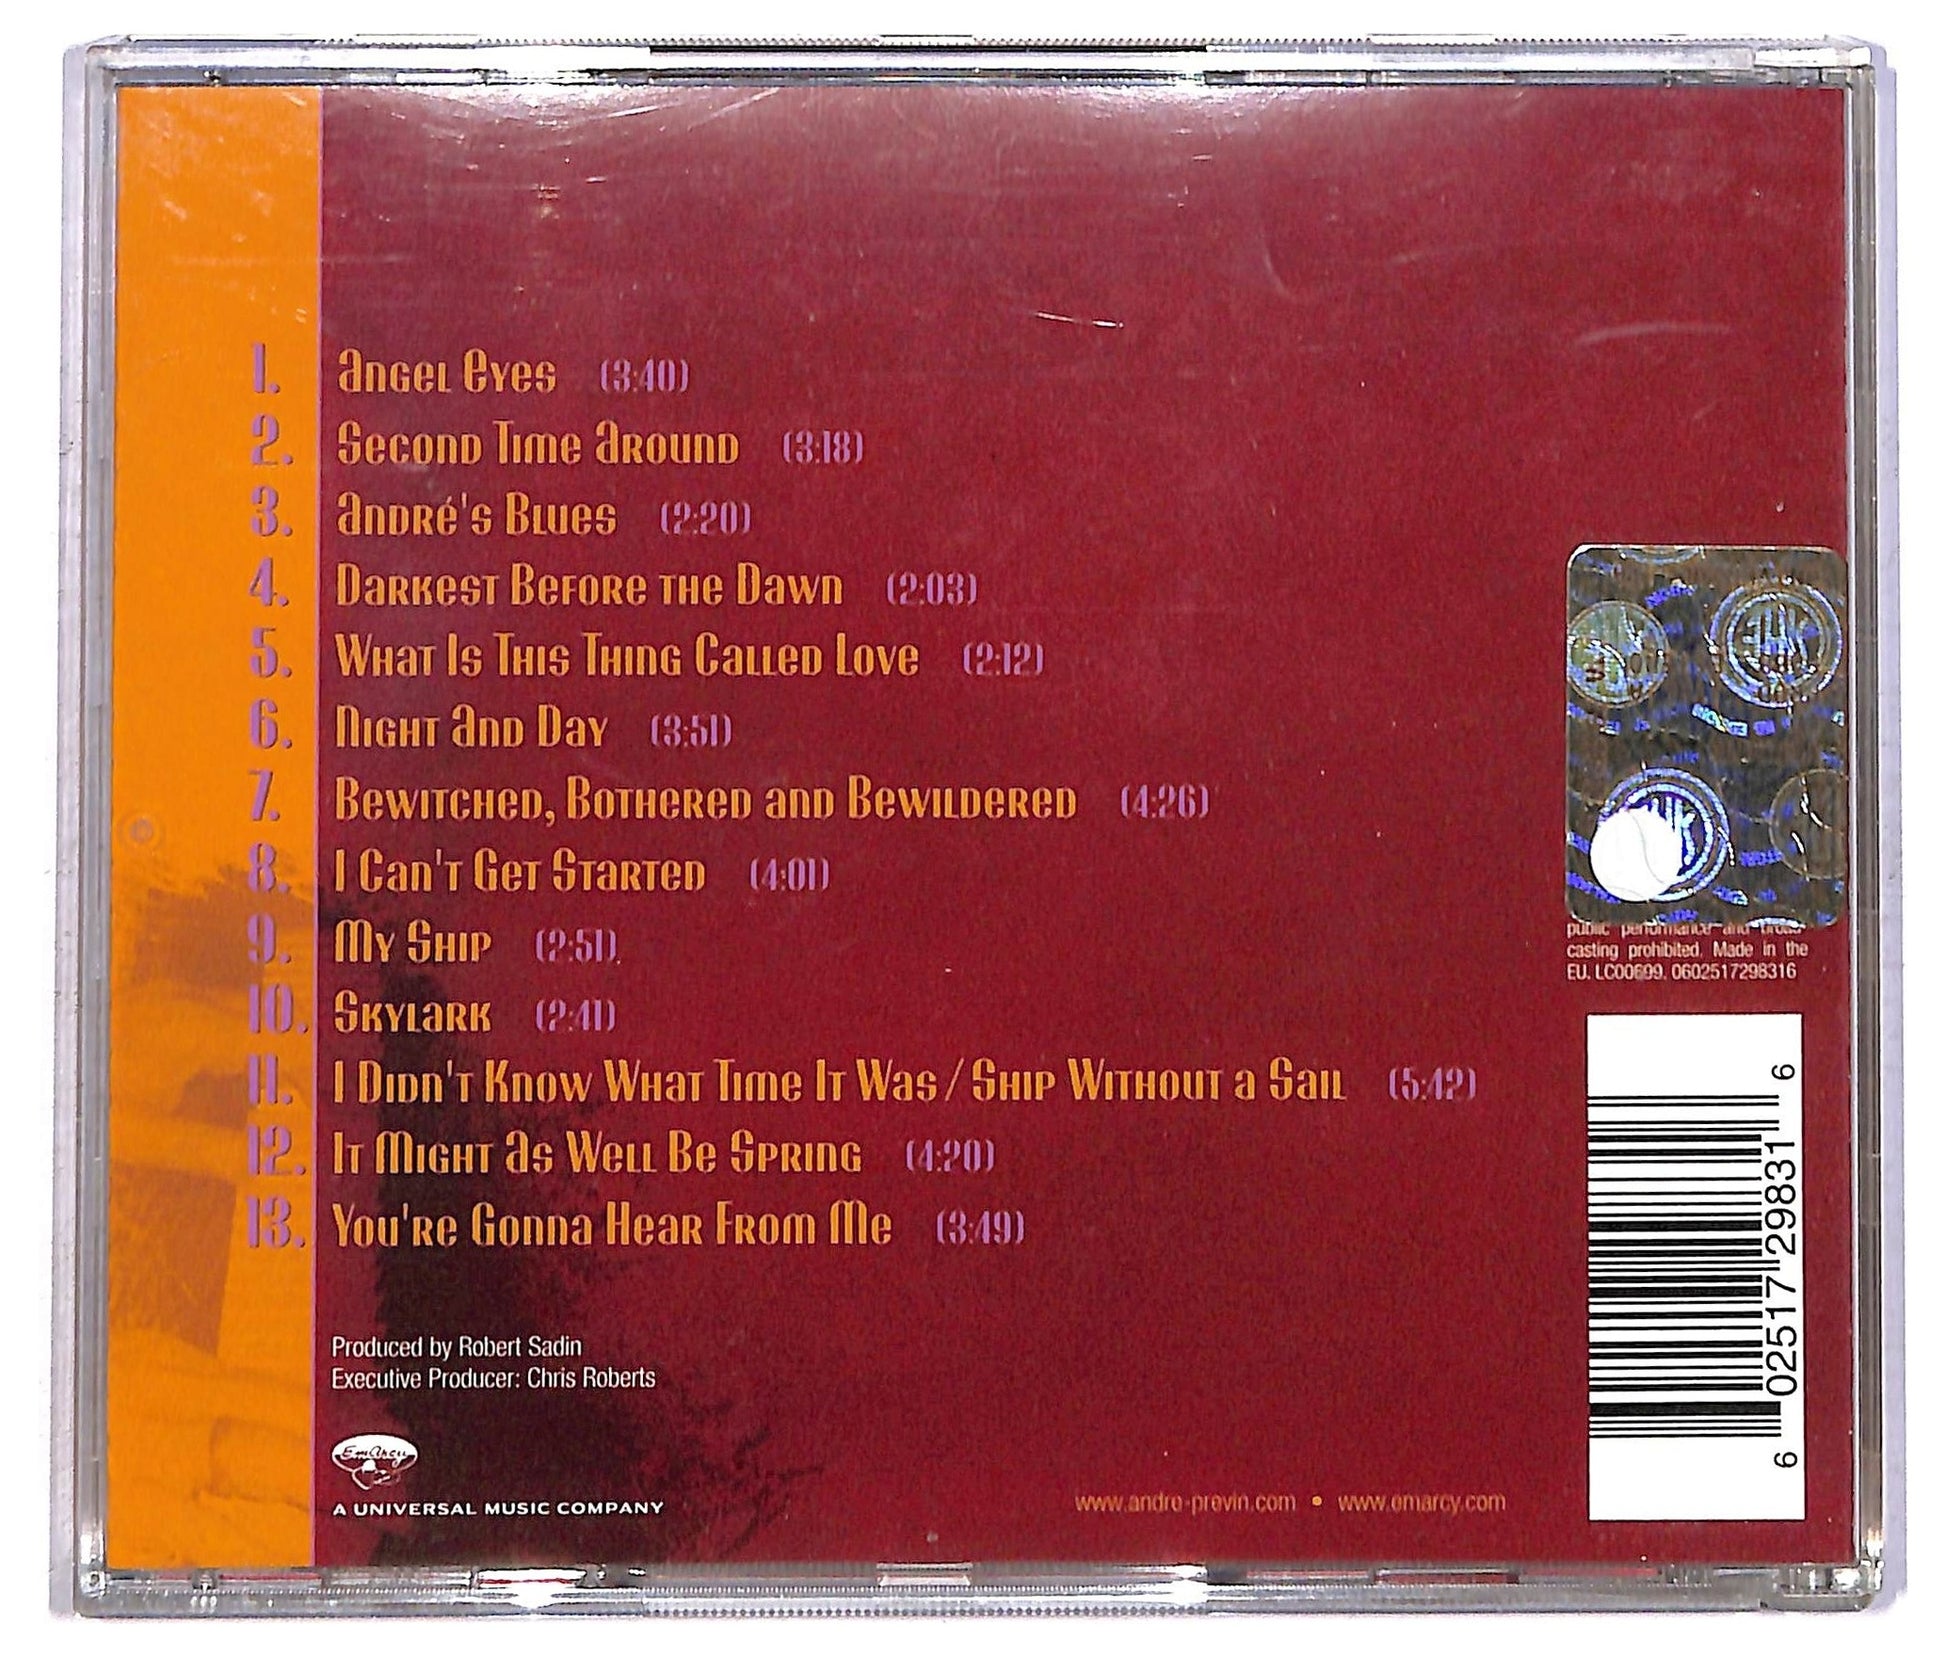 1. Angel Eyes (3:40)
2. Second Time Around (3:18)
3. André's Blues (2:20)
4. Darkest Before the Dawn (2:03)
5. What Is This Thing Called Love (2:12)
6. Night And Day (3:51)
7. Bewitched, Bothered and Bewildered (4:26)
8. I Can't Get Started (4:01)
9. My Ship (2:51)
10. Skylark (2:41)
11. I Didn't Know What Time It Was / Ship Without a Sail (5:42)
12. It Might As Well Be Spring (4:20)
13. You're Gonna Hear From Me (3:49)
Produced by Robert Sadin
Executive Producer: Chris Roberts
EmArcy
A UNIVERSAL MUSIC COMPANY
www.andre-previn.com • www.emarcy.com
public performance and broad-
casting prohibited. Made in the
EU. LC00699. 0602517298316
6 02517 29831 6